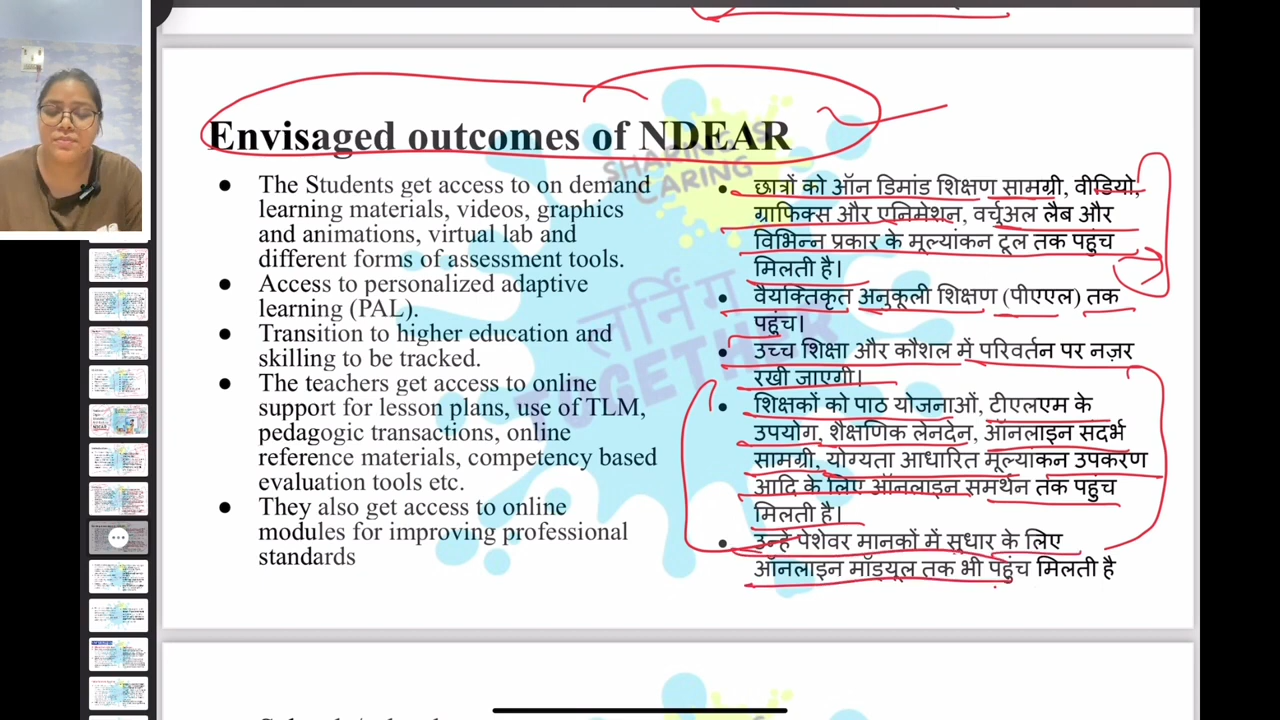 Envisaged outcomes of NDEAR
SHARING IS
CARING
लर्निंग
TOGETHER
● The Students get access to on demand
learning materials, videos, graphics
and animations, virtual lab and
different forms of assessment tools.
● Access to personalized adaptive
learning (PAL).
● Transition to higher education and
skilling to be tracked.
● The teachers get access to online
support for lesson plans, use of TLM,
pedagogic transactions, online
reference materials, competency based
evaluation tools etc.
● They also get access to online
modules for improving professional
standards
• छात्रों को ऑन डिमांड शिक्षण सामग्री, वीडियो,
ग्राफिक्स और एनिमेशन, वर्चुअल लैब और
विभिन्न प्रकार के मूल्यांकन टूल तक पहुंच
मिलती है।
• वैयक्तिकृत अनुकूली शिक्षण (पीएएल) तक
पहुंच।
• उच्च शिक्षा और कौशल में परिवर्तन पर नज़र
रखी जाएगी।
• शिक्षकों को पाठ योजनाओं, टीएलएम के
उपयोग, शैक्षणिक लेनदेन, ऑनलाइन संदर्भ
सामग्री, योग्यता आधारित मूल्यांकन उपकरण
आदि के लिए ऑनलाइन समर्थन तक पहुंच
मिलती है।
• उन्हें पेशेवर मानकों में सुधार के लिए
ऑनलाइन मॉड्यूल तक भी पहुंच मिलती है